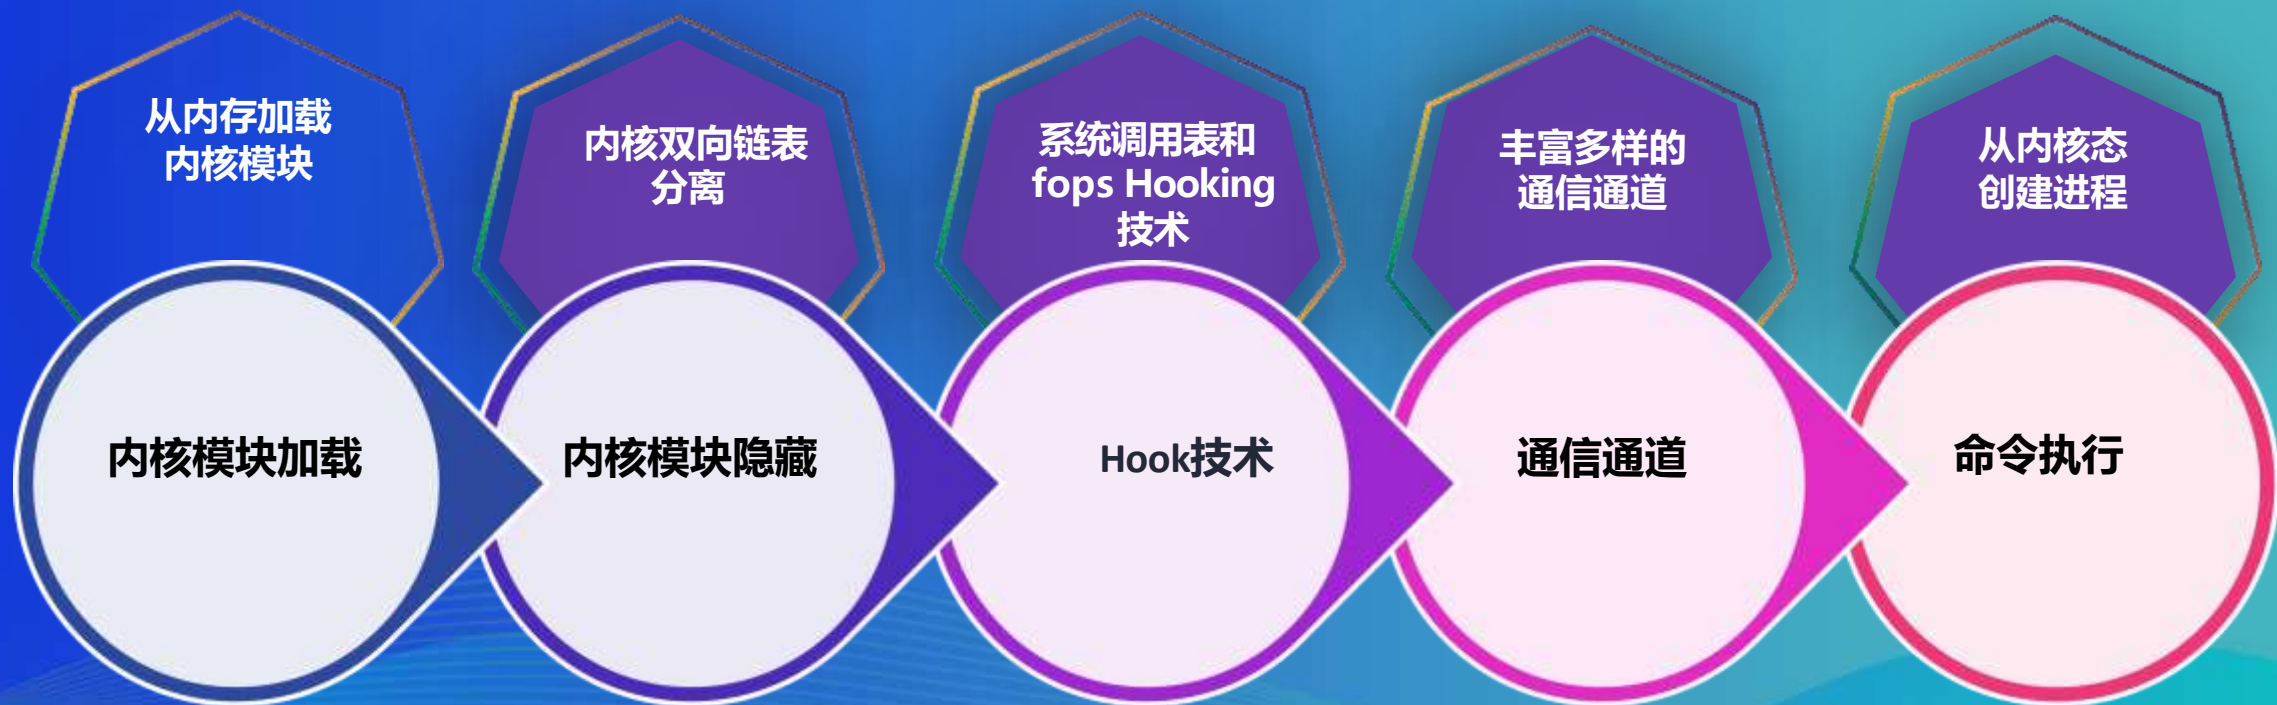 从内存加载
内核模块
内核双向链表
分离
系统调用表和
fops Hooking
技术
丰富多样的
通信通道
从内核态
创建进程
内核模块加载
内核模块隐藏
Hook技术
通信通道
命令执行